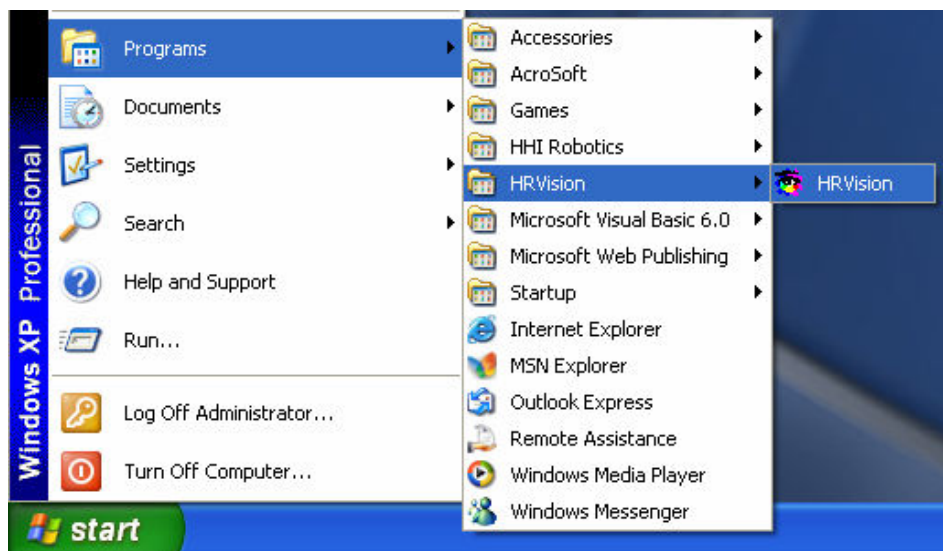 Windows XP Professional
Programs
Documents
Settings
Search
Help and Support
Run...
Log Off Administrator...
Turn Off Computer...
start
Accessories
AcroSoft
Games
HHI Robotics
HRVision
Microsoft Visual Basic 6.0
Microsoft Web Publishing
Startup
Internet Explorer
MSN Explorer
Outlook Express
Remote Assistance
Windows Media Player
Windows Messenger
HRVision